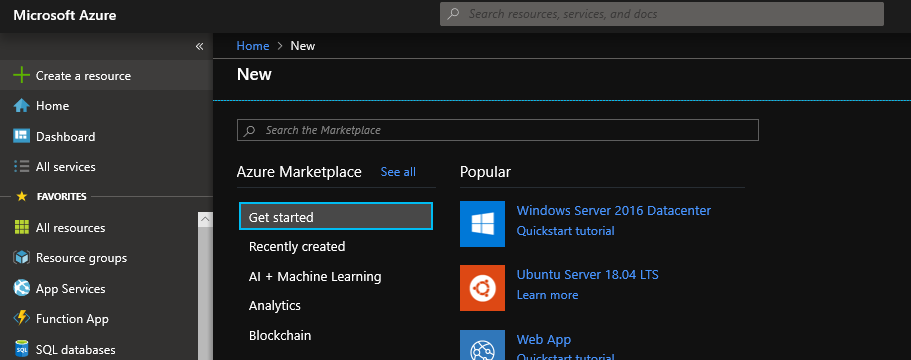 Microsoft Azure
Search resources, services, and docs
«
Create a resource
Home
Dashboard
All services
FAVORITES
All resources
Resource groups
App Services
Function App
SQL databases
Home > New
New
Search the Marketplace
Azure Marketplace See all
Get started
Recently created
AI + Machine Learning
Analytics
Blockchain
Popular
Windows Server 2016 Datacenter
Quickstart tutorial
Ubuntu Server 18.04 LTS
Learn more
Web App
Quickstart tutorial